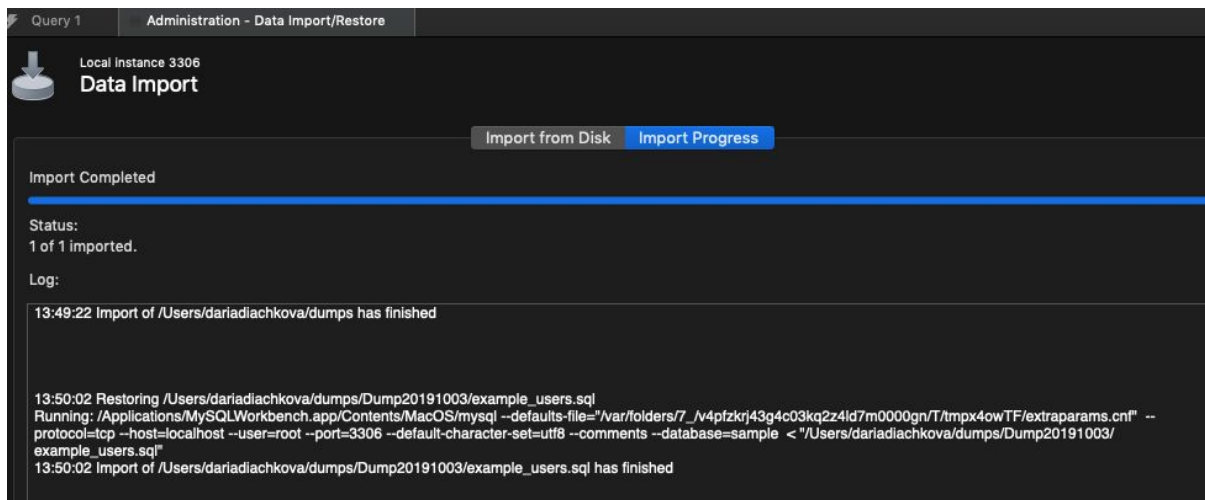 Query 1
Administration - Data Import/Restore
Local instance 3306
Data Import
Import from Disk
Import Progress
Import Completed
Status:
1 of 1 imported.
Log:
13:49:22 Import of /Users/dariadiachkova/dumps has finished
13:50:02 Restoring /Users/dariadiachkova/dumps/Dump20191003/example_users.sql
Running: /Applications/MySQLWorkbench.app/Contents/MacOS/mysql --defaults-file="/var/folders/7_/v4pfzkrj43g4c03kq2z4ld7m0000gn/T/tmpx4owTF/extraparams.cnf"  --
protocol=tcp --host=localhost --user=root --port=3306 --default-character-set=utf8 --comments --database=sample  < "/Users/dariadiachkova/dumps/Dump20191003/
example_users.sql"
13:50:02 Import of /Users/dariadiachkova/dumps/Dump20191003/example_users.sql has finished